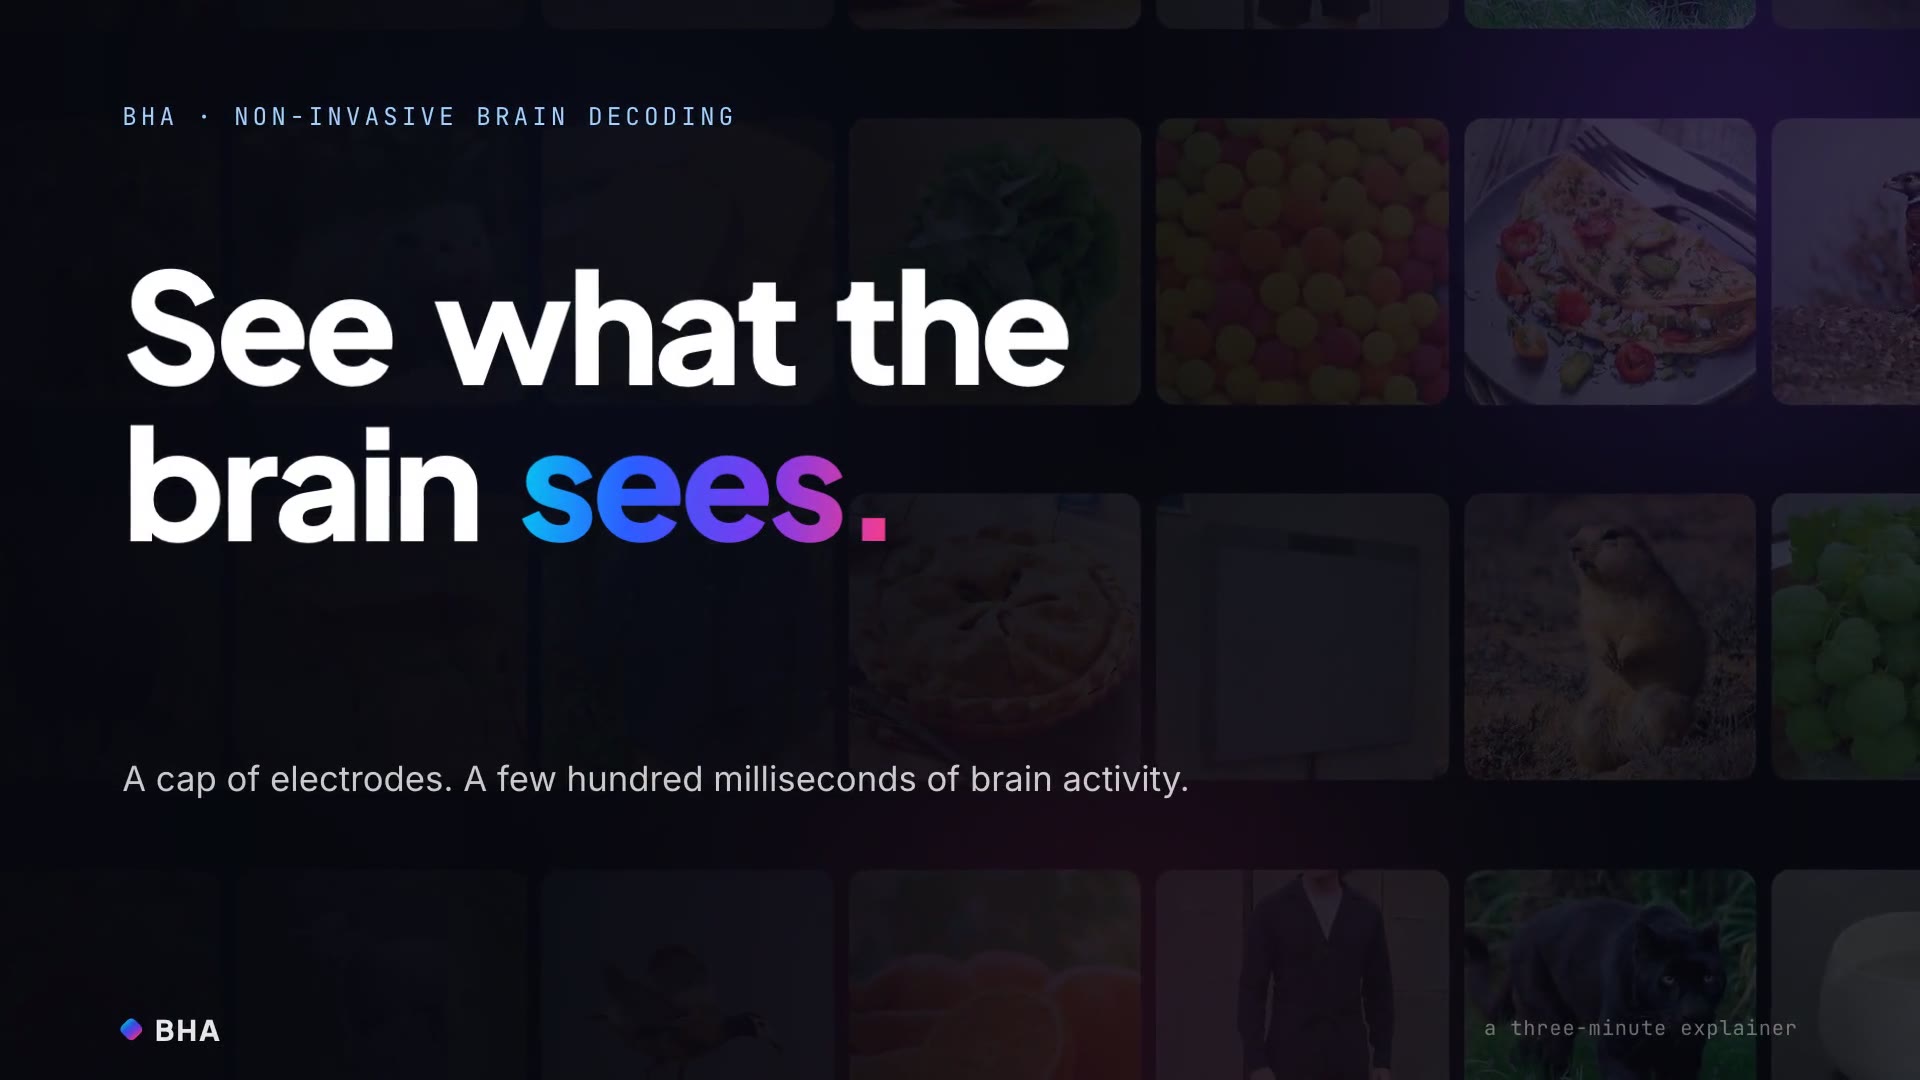 BHA · NON-INVASIVE BRAIN DECODING
See what the
brain sees.
A cap of electrodes. A few hundred milliseconds of brain activity.
BHA
a three-minute explainer